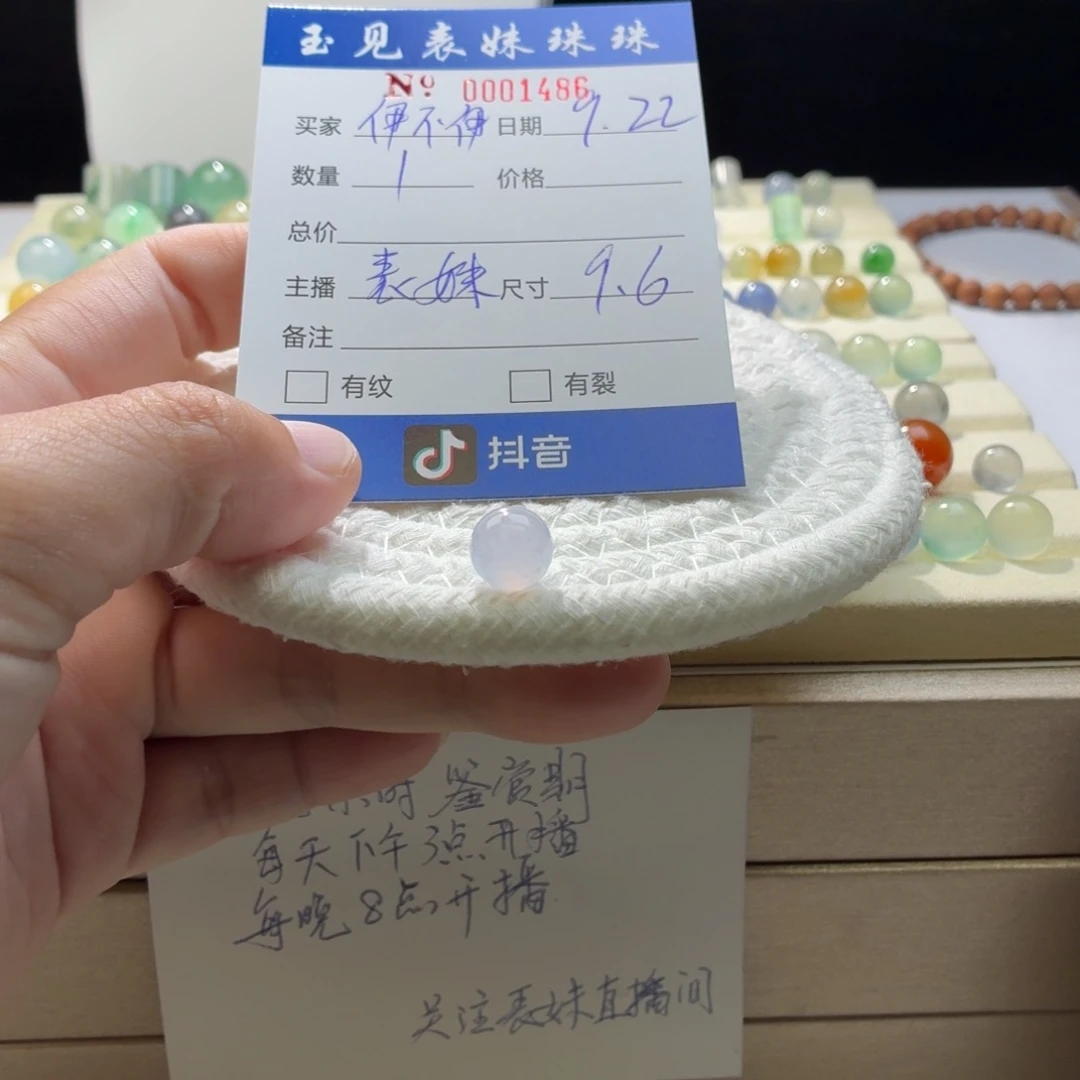 玉见表妹珠珠
Nº 0001486
买家 伊不伊 日期 9.22
数量 1 价格
总价
主播 表妹 尺寸 9.6
备注
有纹 有裂
抖音
小时鉴赏期
每天下午3点开播
每晚8点开播
关注表妹直播间